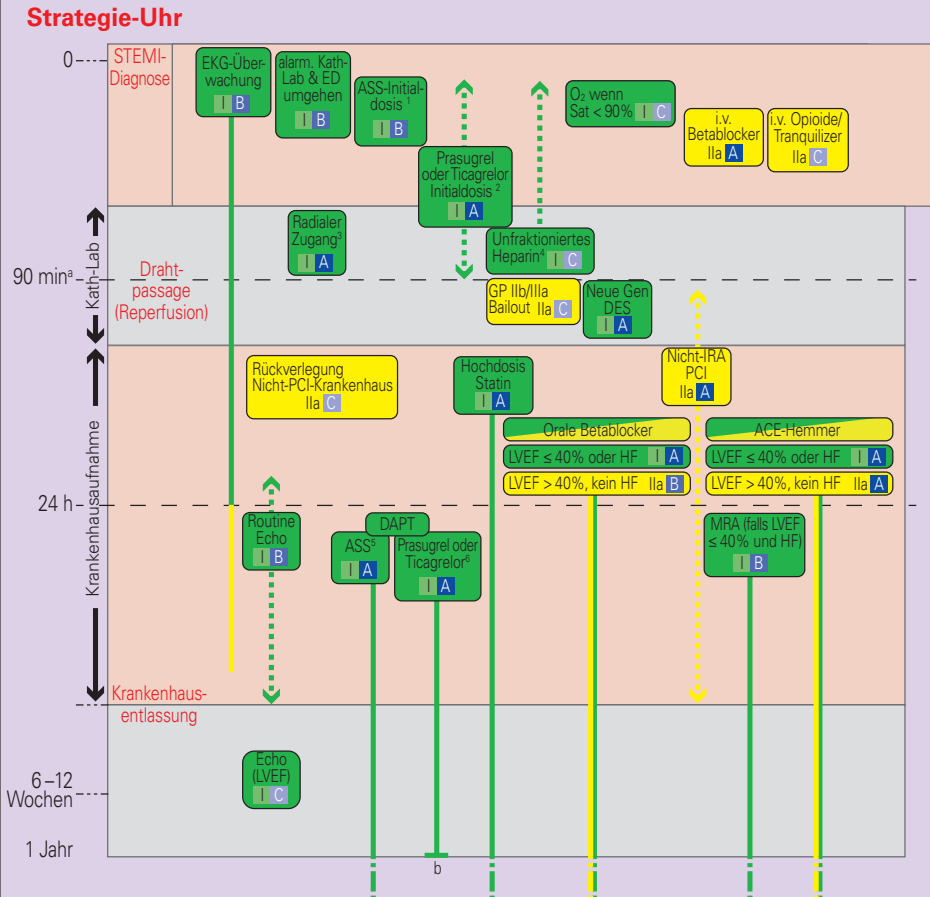 Strategie-Uhr
0
STEMI-
Diagnose
EKG-Über-
wachung
I B
alarm. Kath-
Lab & ED
umgehen
I B
ASS-Initial-
dosis 1
I B
Prasugrel
oder Ticagrelor
Initialdosis 2
I A
O2 wenn
Sat < 90% I C
i.v.
Betablocker
IIa A
i.v. Opioide/
Tranquilizer
IIa C
Kath-Lab
Radialer
Zugang3
I A
Unfraktioniertes
Heparin4 I C
90 mina
Draht-
passage
(Reperfusion)
GP IIb/IIIa
Bailout IIa C
Neue Gen
DES
I A
Krankenhausaufnahme
Rückverlegung
Nicht-PCI-Krankenhaus
IIa C
Hochdosis
Statin
I A
Nicht-IRA
PCI
IIa A
Orale Betablocker
LVEF ≤ 40% oder HF I A
LVEF > 40%, kein HF IIa B
ACE-Hemmer
LVEF ≤ 40% oder HF I A
LVEF > 40%, kein HF IIa A
24 h
Routine
Echo
I B
DAPT
ASS5
I A
Prasugrel oder
Ticagrelor6
I A
MRA (falls LVEF
≤ 40% und HF)
I B
Krankenhaus-
entlassung
Echo
(LVEF)
I C
6–12
Wochen
1 Jahr
b